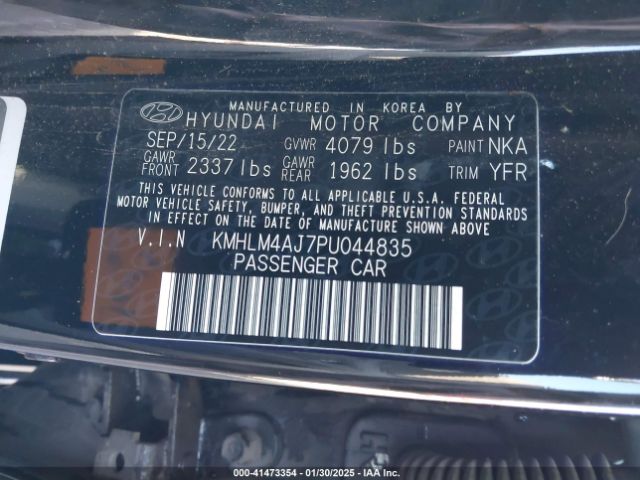 MANUFACTURED IN KOREA BY
HYUNDAI MOTOR COMPANY
SEP/15/22 GVWR 4079 lbs PAINT NKA
GAWR FRONT 2337 lbs GAWR REAR 1962 lbs TRIM YFR
THIS VEHICLE CONFORMS TO ALL APPLICABLE U.S.A. FEDERAL
MOTOR VEHICLE SAFETY, BUMPER, AND THEFT PREVENTION STANDARDS
IN EFFECT ON THE DATE OF MANUFACTURE SHOWN ABOVE
V.I.N KMHLM4AJ7PU044835
PASSENGER CAR
000-41473354 - 01/30/2025 - IAA Inc.